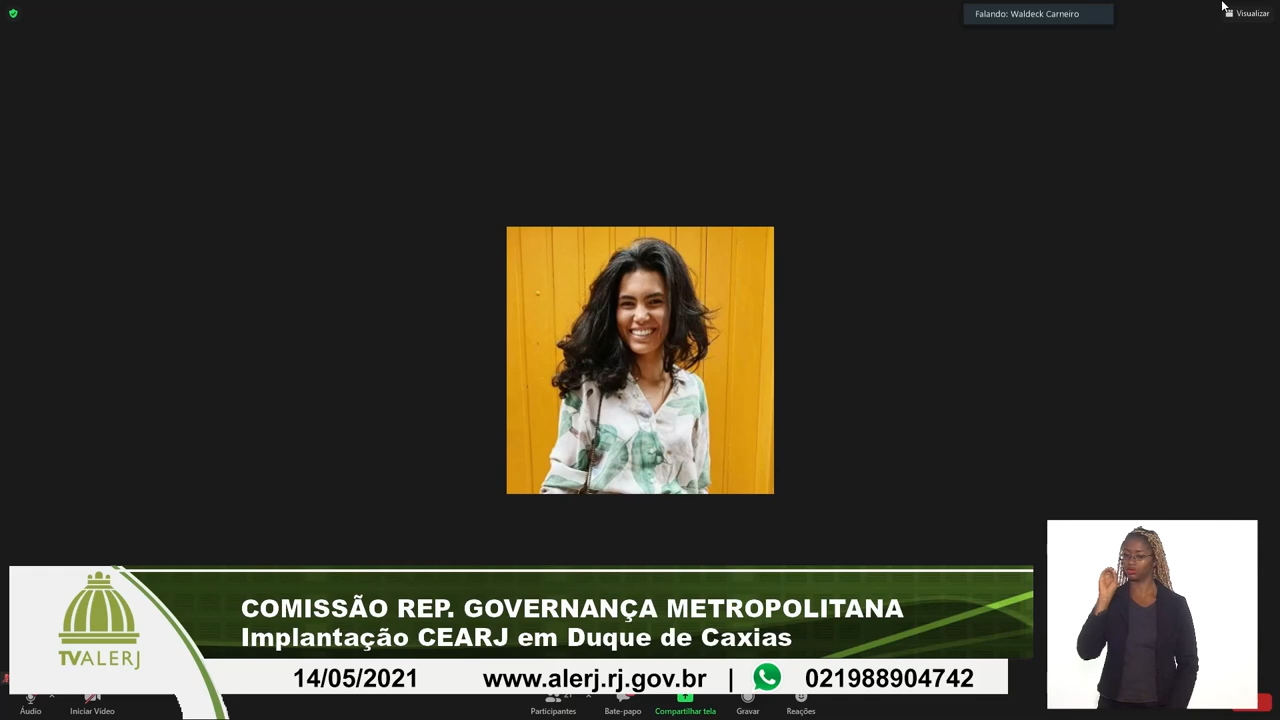 Falando: Waldeck Carneiro
Visualizar
COMISSÃO REP. GOVERNANÇA METROPOLITANA
Implantação CEARJ em Duque de Caxias
TVALERJ
14/05/2021 www.alerj.rj.gov.br | 021988904742
Áudio Iniciar Vídeo Participantes Bate-papo Compartilhar tela Gravar Reações